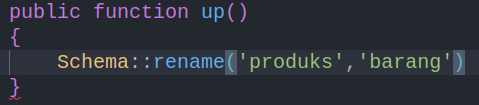 public function up()
{
Schema::rename('produks','barang')
}